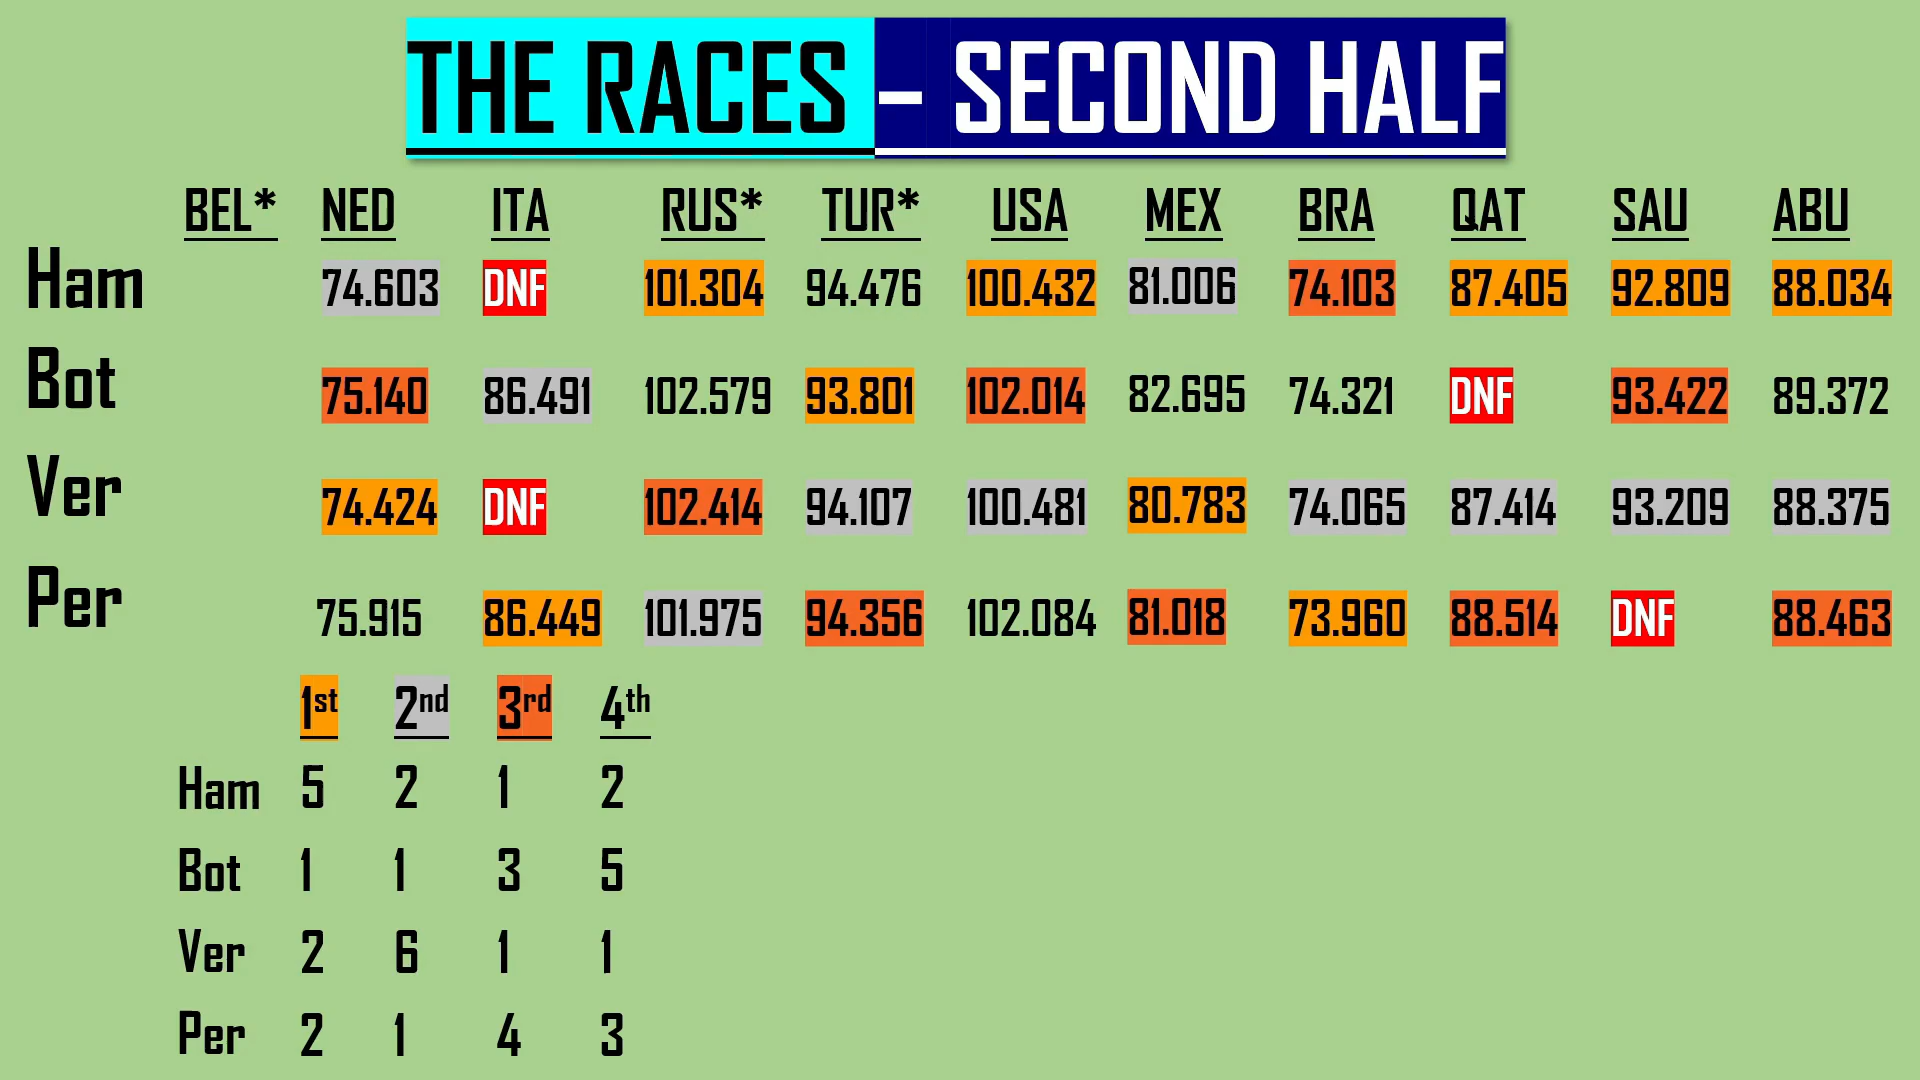 THE RACES – SECOND HALF
BEL* NED ITA RUS* TUR* USA MEX BRA QAT SAU ABU
Ham 74.603 DNF 101.304 94.476 100.432 81.006 74.103 87.405 92.809 88.034
Bot 75.140 86.491 102.579 93.801 102.014 82.695 74.321 DNF 93.422 89.372
Ver 74.424 DNF 102.414 94.107 100.481 80.783 74.065 87.414 93.209 88.375
Per 75.915 86.449 101.975 94.356 102.084 81.018 73.960 88.514 DNF 88.463
1st 2nd 3rd 4th
Ham 5 2 1 2
Bot 1 1 3 5
Ver 2 6 1 1
Per 2 1 4 3